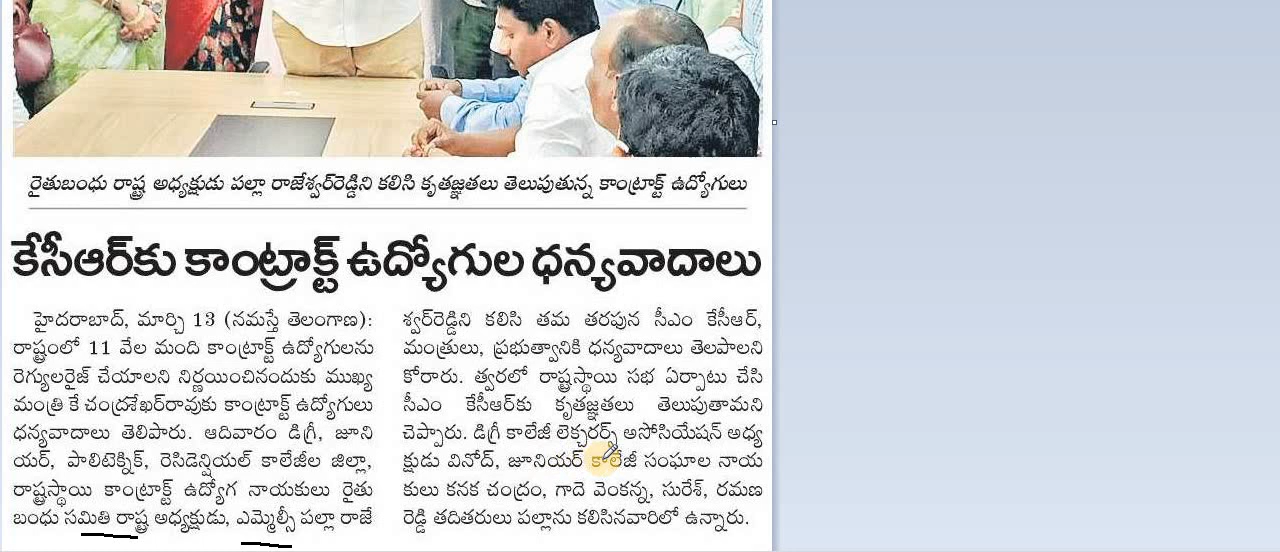 రైతుబంధు రాష్ట్ర అధ్యక్షుడు పల్లా రాజేశ్వర్‌రెడ్డిని కలిసి కృతజ్ఞతలు తెలుపుతున్న కాంట్రాక్ట్ ఉద్యోగులు
కేసీఆర్‌కు కాంట్రాక్ట్ ఉద్యోగుల ధన్యవాదాలు
హైదరాబాద్, మార్చి 13 (నమస్తే తెలంగాణ):
రాష్ట్రంలో 11 వేల మంది కాంట్రాక్ట్ ఉద్యోగులను
రెగ్యులరైజ్ చేయాలని నిర్ణయించినందుకు ముఖ్య
మంత్రి కే చంద్రశేఖర్‌రావుకు కాంట్రాక్ట్ ఉద్యోగులు
ధన్యవాదాలు తెలిపారు. ఆదివారం డిగ్రీ, జూని
యర్, పాలిటెక్నిక్, రెసిడెన్షియల్ కాలేజీల జిల్లా,
రాష్ట్రస్థాయి కాంట్రాక్ట్ ఉద్యోగ నాయకులు రైతు
బంధు సమితి రాష్ట్ర అధ్యక్షుడు, ఎమ్మెల్సీ పల్లా రాజే
శ్వర్‌రెడ్డిని కలిసి తమ తరపున సీఎం కేసీఆర్,
మంత్రులు, ప్రభుత్వానికి ధన్యవాదాలు తెలపాలని
కోరారు. త్వరలో రాష్ట్రస్థాయి సభ ఏర్పాటు చేసి
సీఎం కేసీఆర్‌కు కృతజ్ఞతలు తెలుపుతామని
చెప్పారు. డిగ్రీ కాలేజీ లెక్చరర్స్ అసోసియేషన్ అధ్య
క్షుడు వినోద్, జూనియర్ కాలేజీ సంఘాల నాయ
కులు కనక చంద్రం, గాదె వెంకన్న, సురేశ్, రమణ
రెడ్డి తదితరులు పల్లాను కలిసినవారిలో ఉన్నారు.